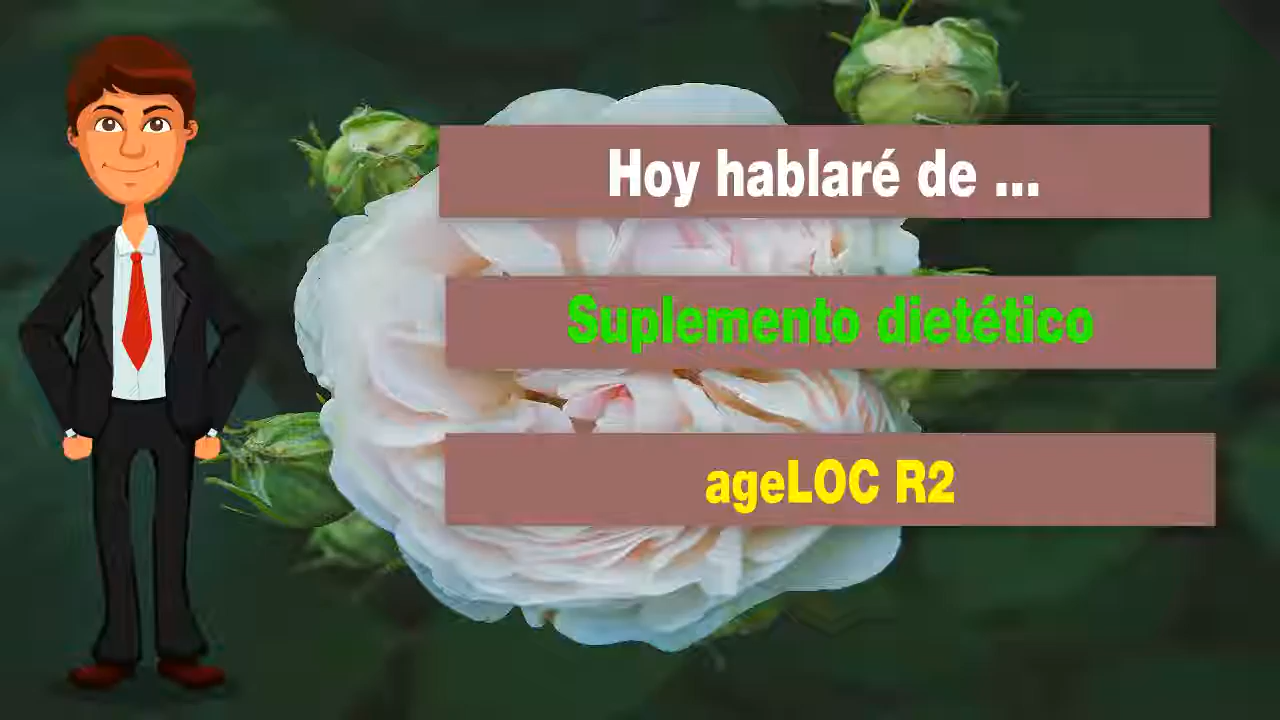 Hoy hablaré de ...
Suplemento dietético
ageLOC R2